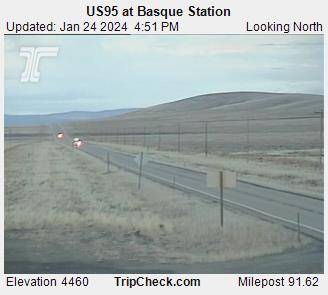 US95 at Basque Station
Updated: Jan 24 2024 4:51 PM Looking North
Elevation 4460 TripCheck.com Milepost 91.62